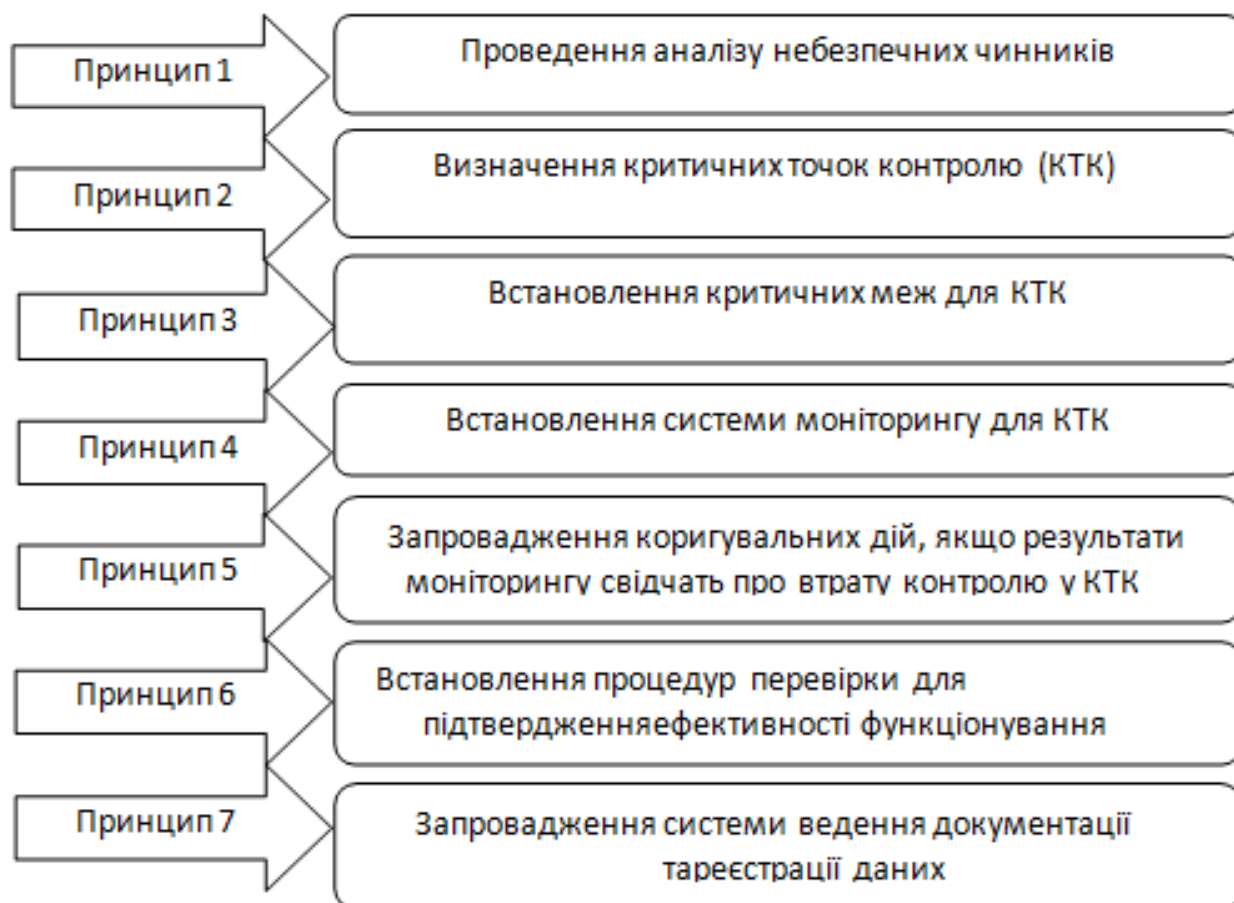 Принцип 1
Проведення аналізу небезпечних чинників
Принцип 2
Визначення критичних точок контролю (КТК)
Принцип 3
Встановлення критичних меж для КТК
Принцип 4
Встановлення системи моніторингу для КТК
Принцип 5
Запровадження коригувальних дій, якщо результати
моніторингу свідчать про втрату контролю у КТК
Принцип 6
Встановлення процедур перевірки для
підтвердженняефективності функціонування
Принцип 7
Запровадження системи ведення документації
тареєстрації даних